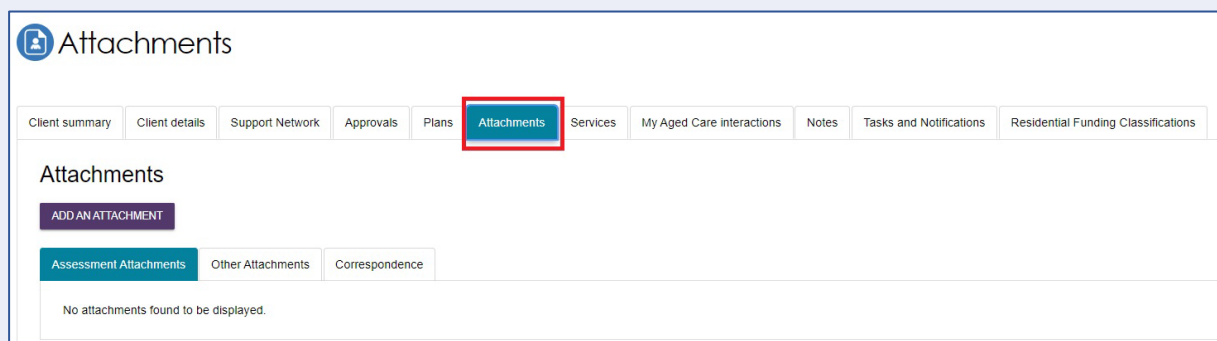 Attachments
Client summary Client details Support Network Approvals Plans Attachments Services My Aged Care interactions Notes Tasks and Notifications Residential Funding Classifications
Attachments
ADD AN ATTACHMENT
Assessment Attachments Other Attachments Correspondence
No attachments found to be displayed.